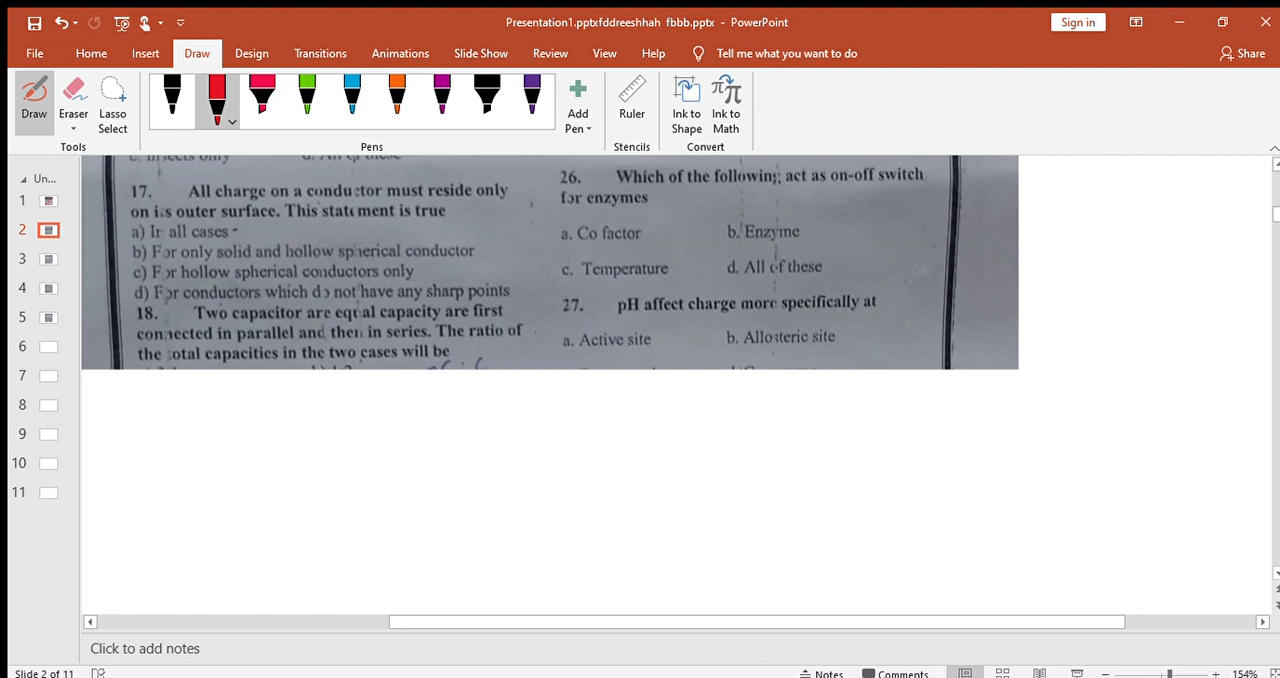 Presentation1.pptxfddreeshhah fbbb.pptx - PowerPoint
Sign in
File Home Insert Draw Design Transitions Animations Slide Show Review View Help Tell me what you want to do
Share
Draw
Eraser
Lasso
Select
Add
Pen
Ruler
Ink to
Shape
Ink to
Math
Tools
Pens
Stencils
Convert
Un...
1
2
3
4
5
6
7
8
9
10
11
c. Insects only
17. All charge on a conductor must reside only
on its outer surface. This statement is true
a) In all cases
b) For only solid and hollow spherical conductor
c) For hollow spherical conductors only
d) For conductors which do not have any sharp points
18. Two capacitor are equal capacity are first
connected in parallel and then in series. The ratio of
the total capacities in the two cases will be
26. Which of the following act as on-off switch
for enzymes
a. Co factor b. Enzyme
c. Temperature d. All of these
27. pH affect charge more specifically at
a. Active site b. Allosteric site
Click to add notes
Slide 2 of 11
Notes
Comments
154%